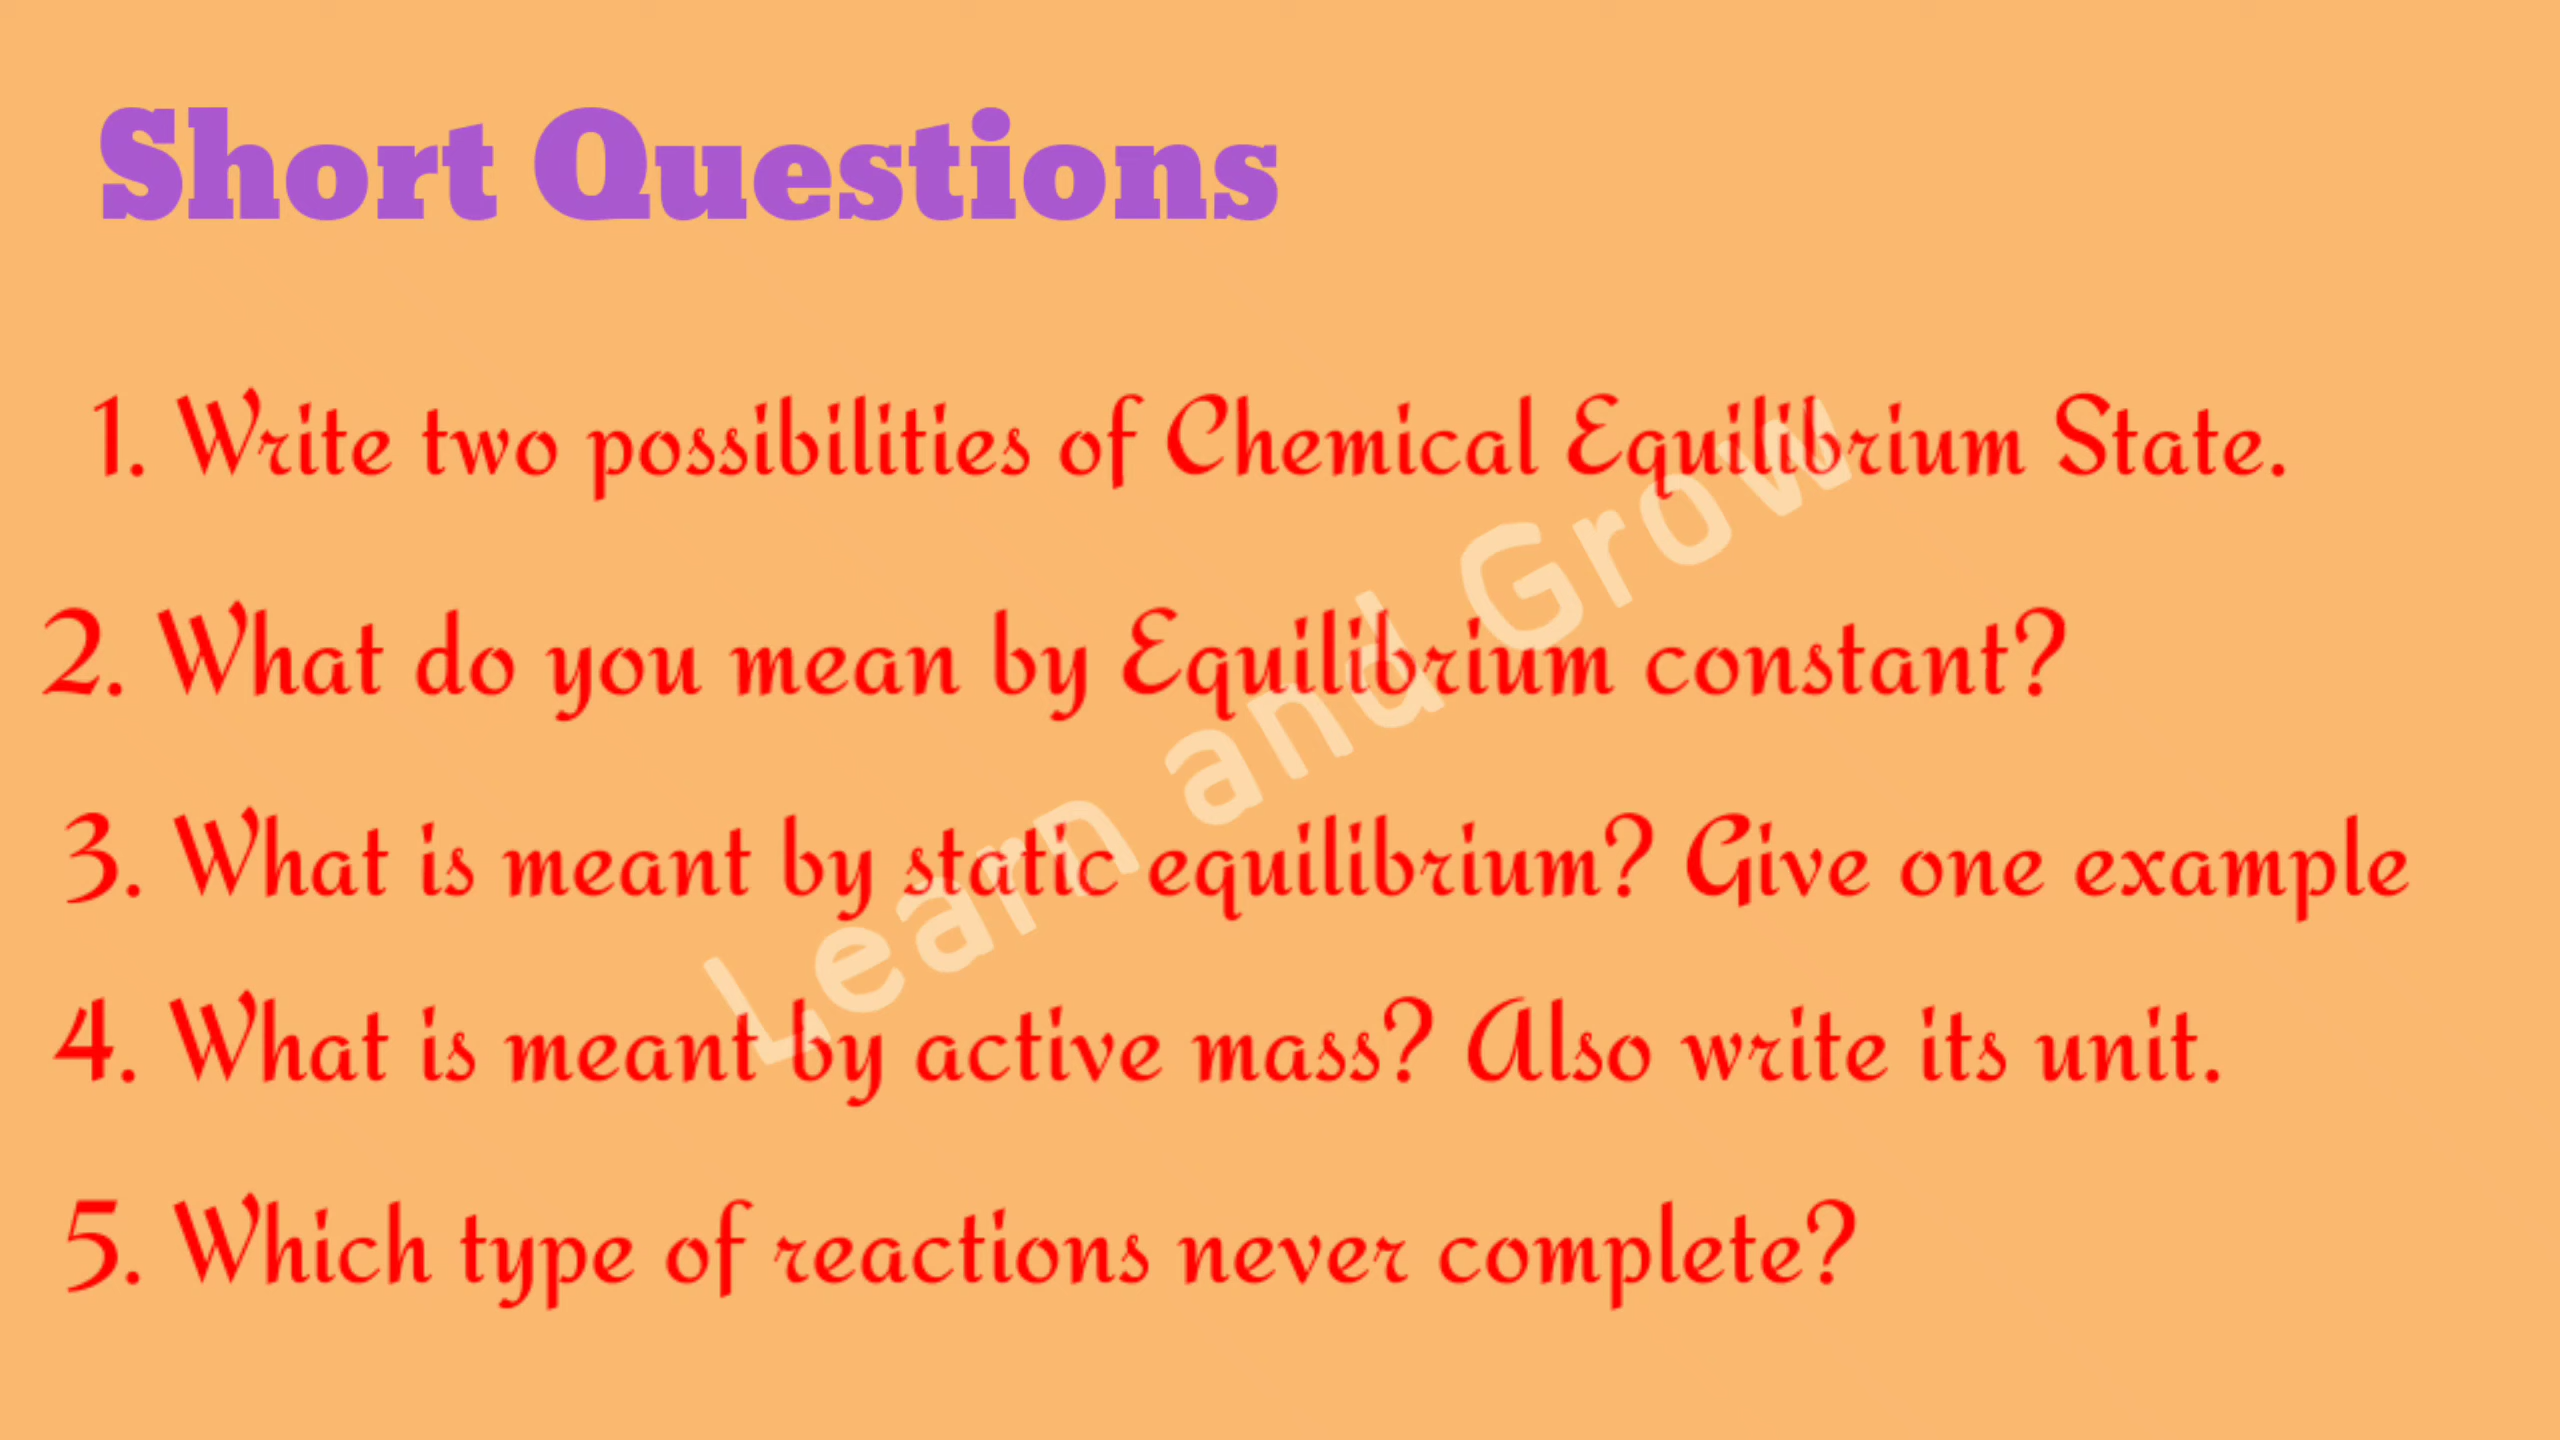 Short Questions
1. Write two possibilities of Chemical Equilibrium State.
2. What do you mean by Equilibrium constant?
3. What is meant by static equilibrium? Give one example
4. What is meant by active mass? Also write its unit.
5. Which type of reactions never complete?
Learn and Grow